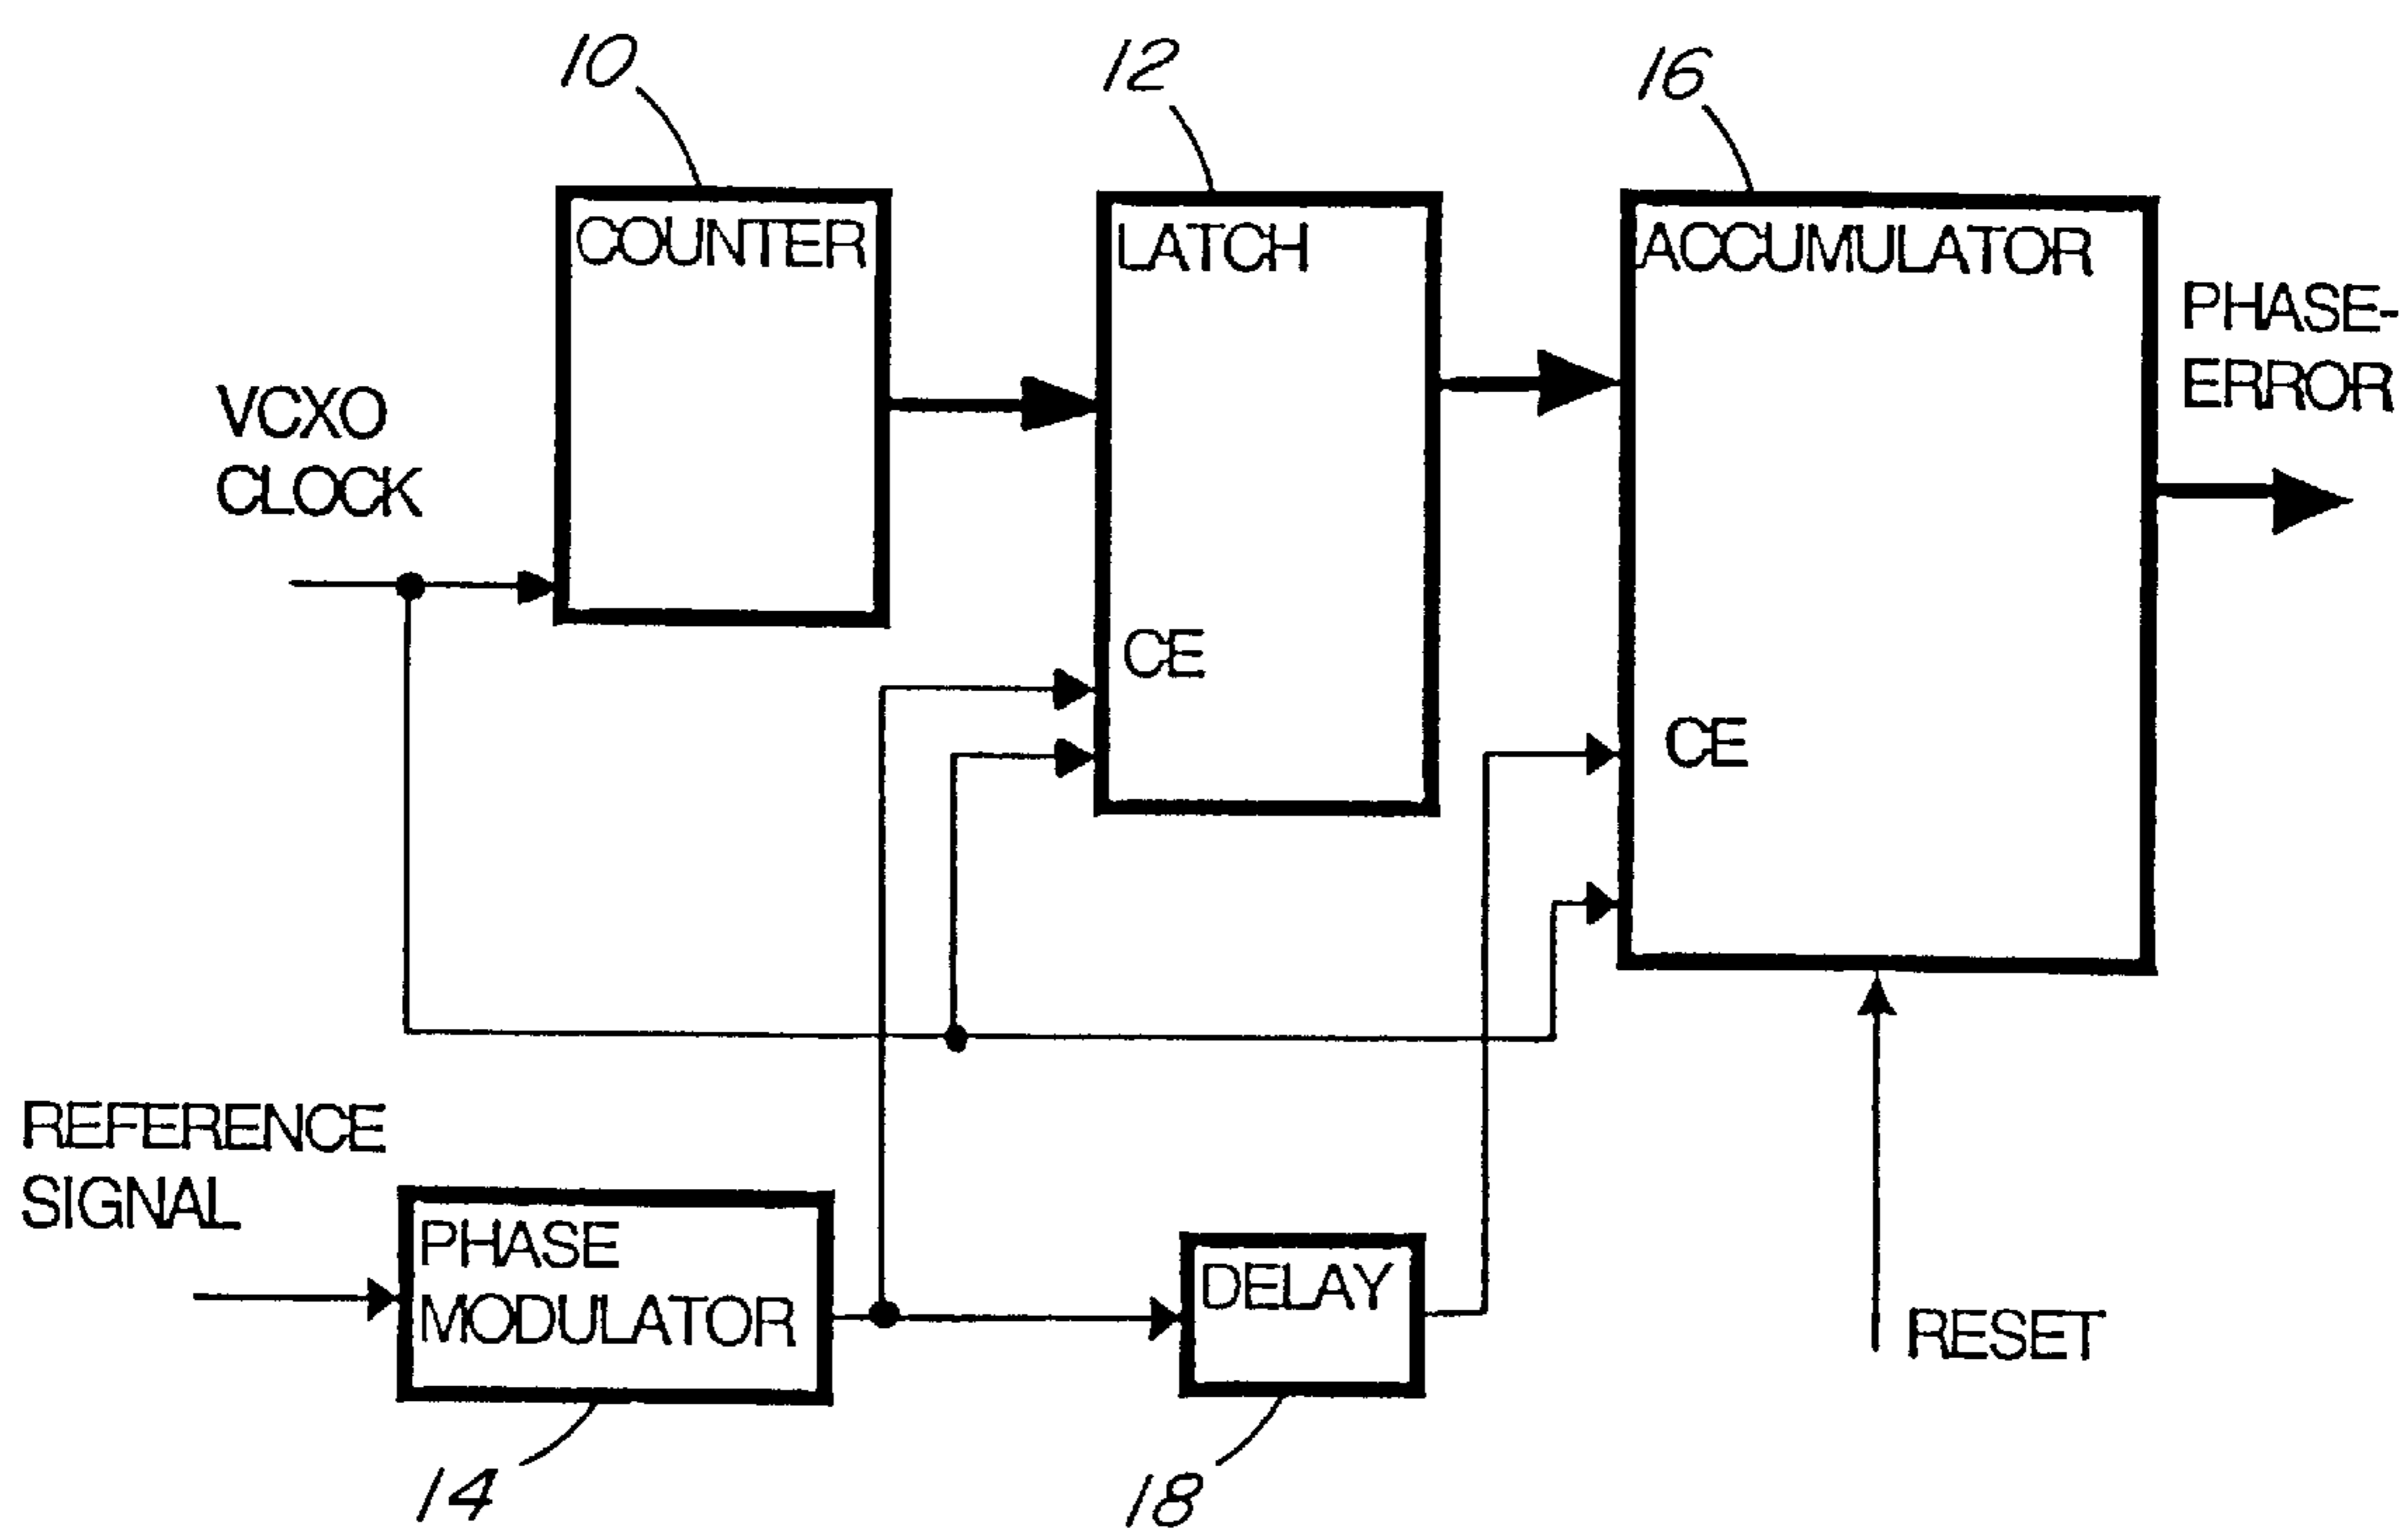 10
12
16
COUNTER
LATCH
ACCUMULATOR
PHASE-
ERROR
VCXO
CLOCK
CE
CE
REFERENCE
SIGNAL
PHASE
MODULATOR
DELAY
RESET
14
18